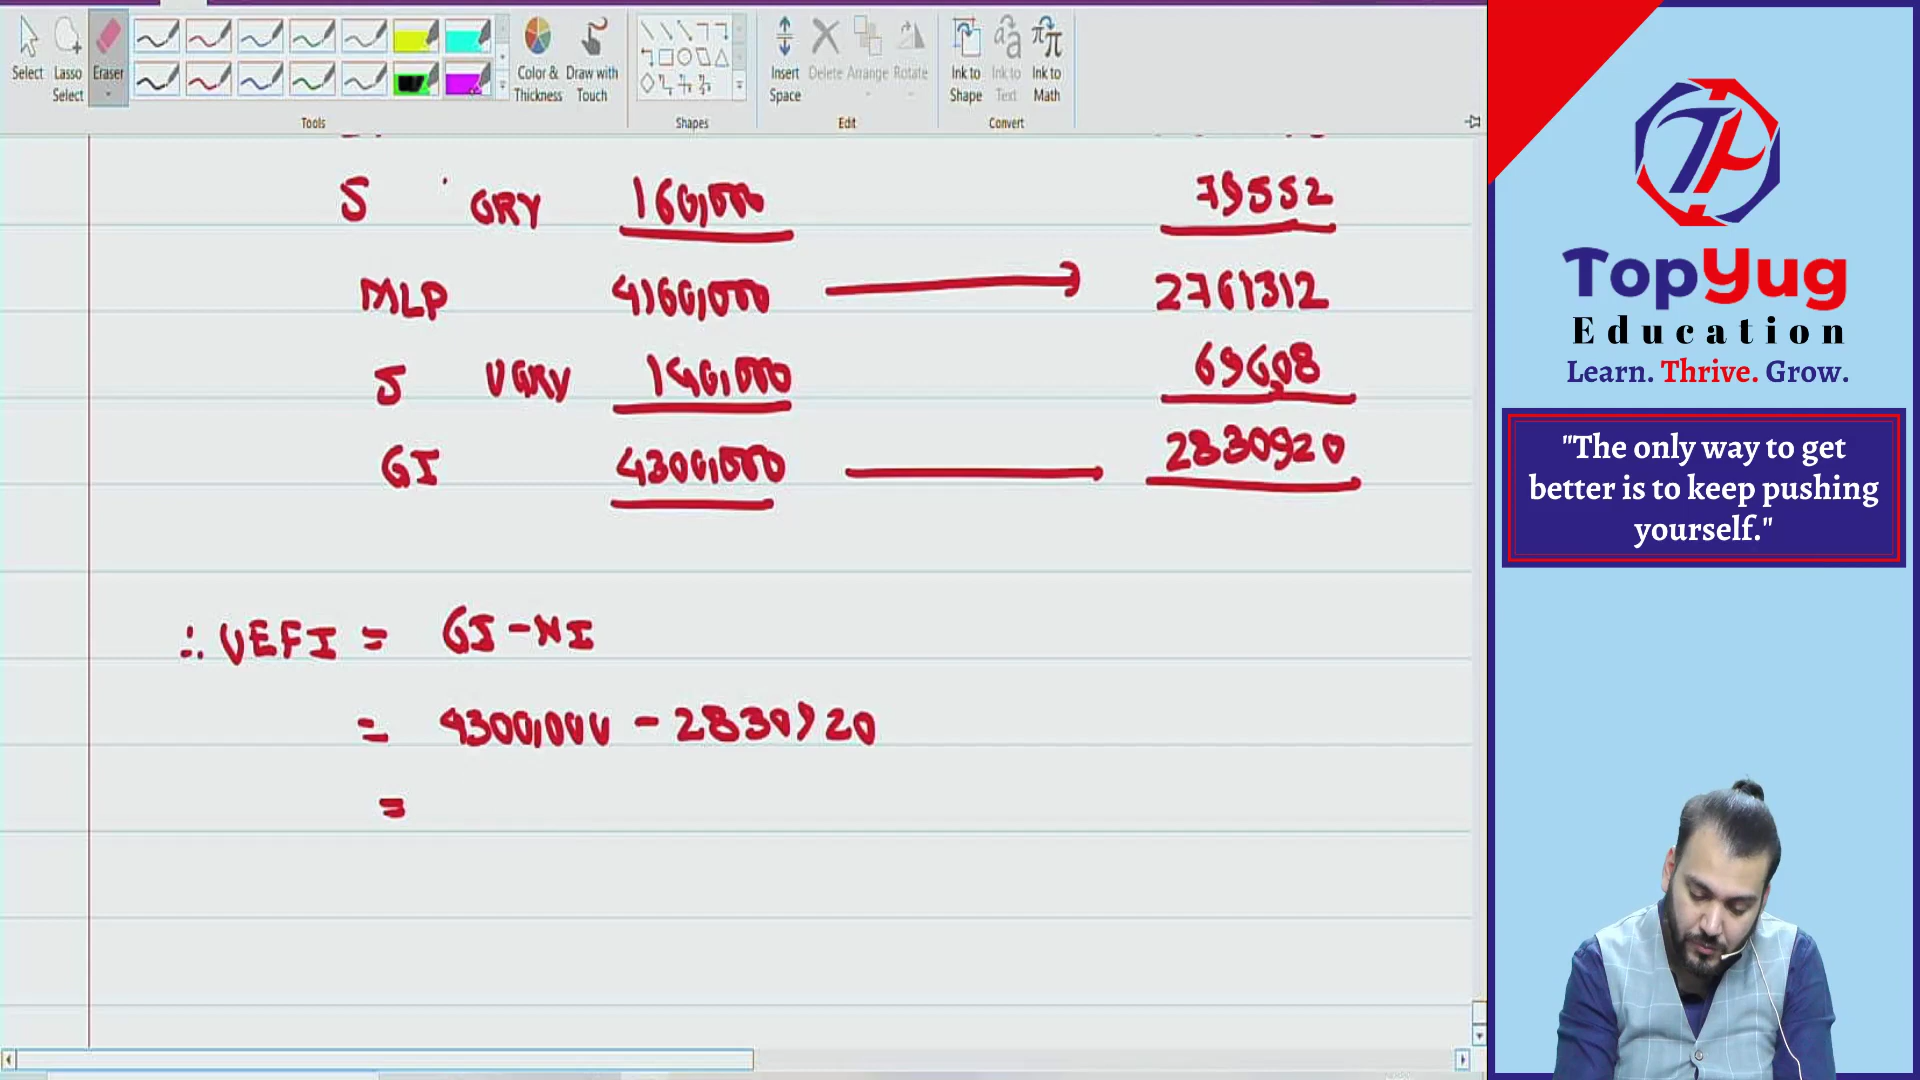 Select
Lasso Select
Eraser
Color & Thickness
Draw with Touch
Insert Space
Delete
Arrange
Rotate
Ink to Shape
Ink to Text
Ink to Math
Tools
Shapes
Edit
Convert
S GRY 160,000 79552
MLP 4160,000 2761312
S UGRY 140,000 69608
GI 4300,000 2830920
∴ UEFI = GI - NI
= 4300,000 - 2830920
=
TopYug
Education
Learn. Thrive. Grow.
"The only way to get
better is to keep pushing
yourself."